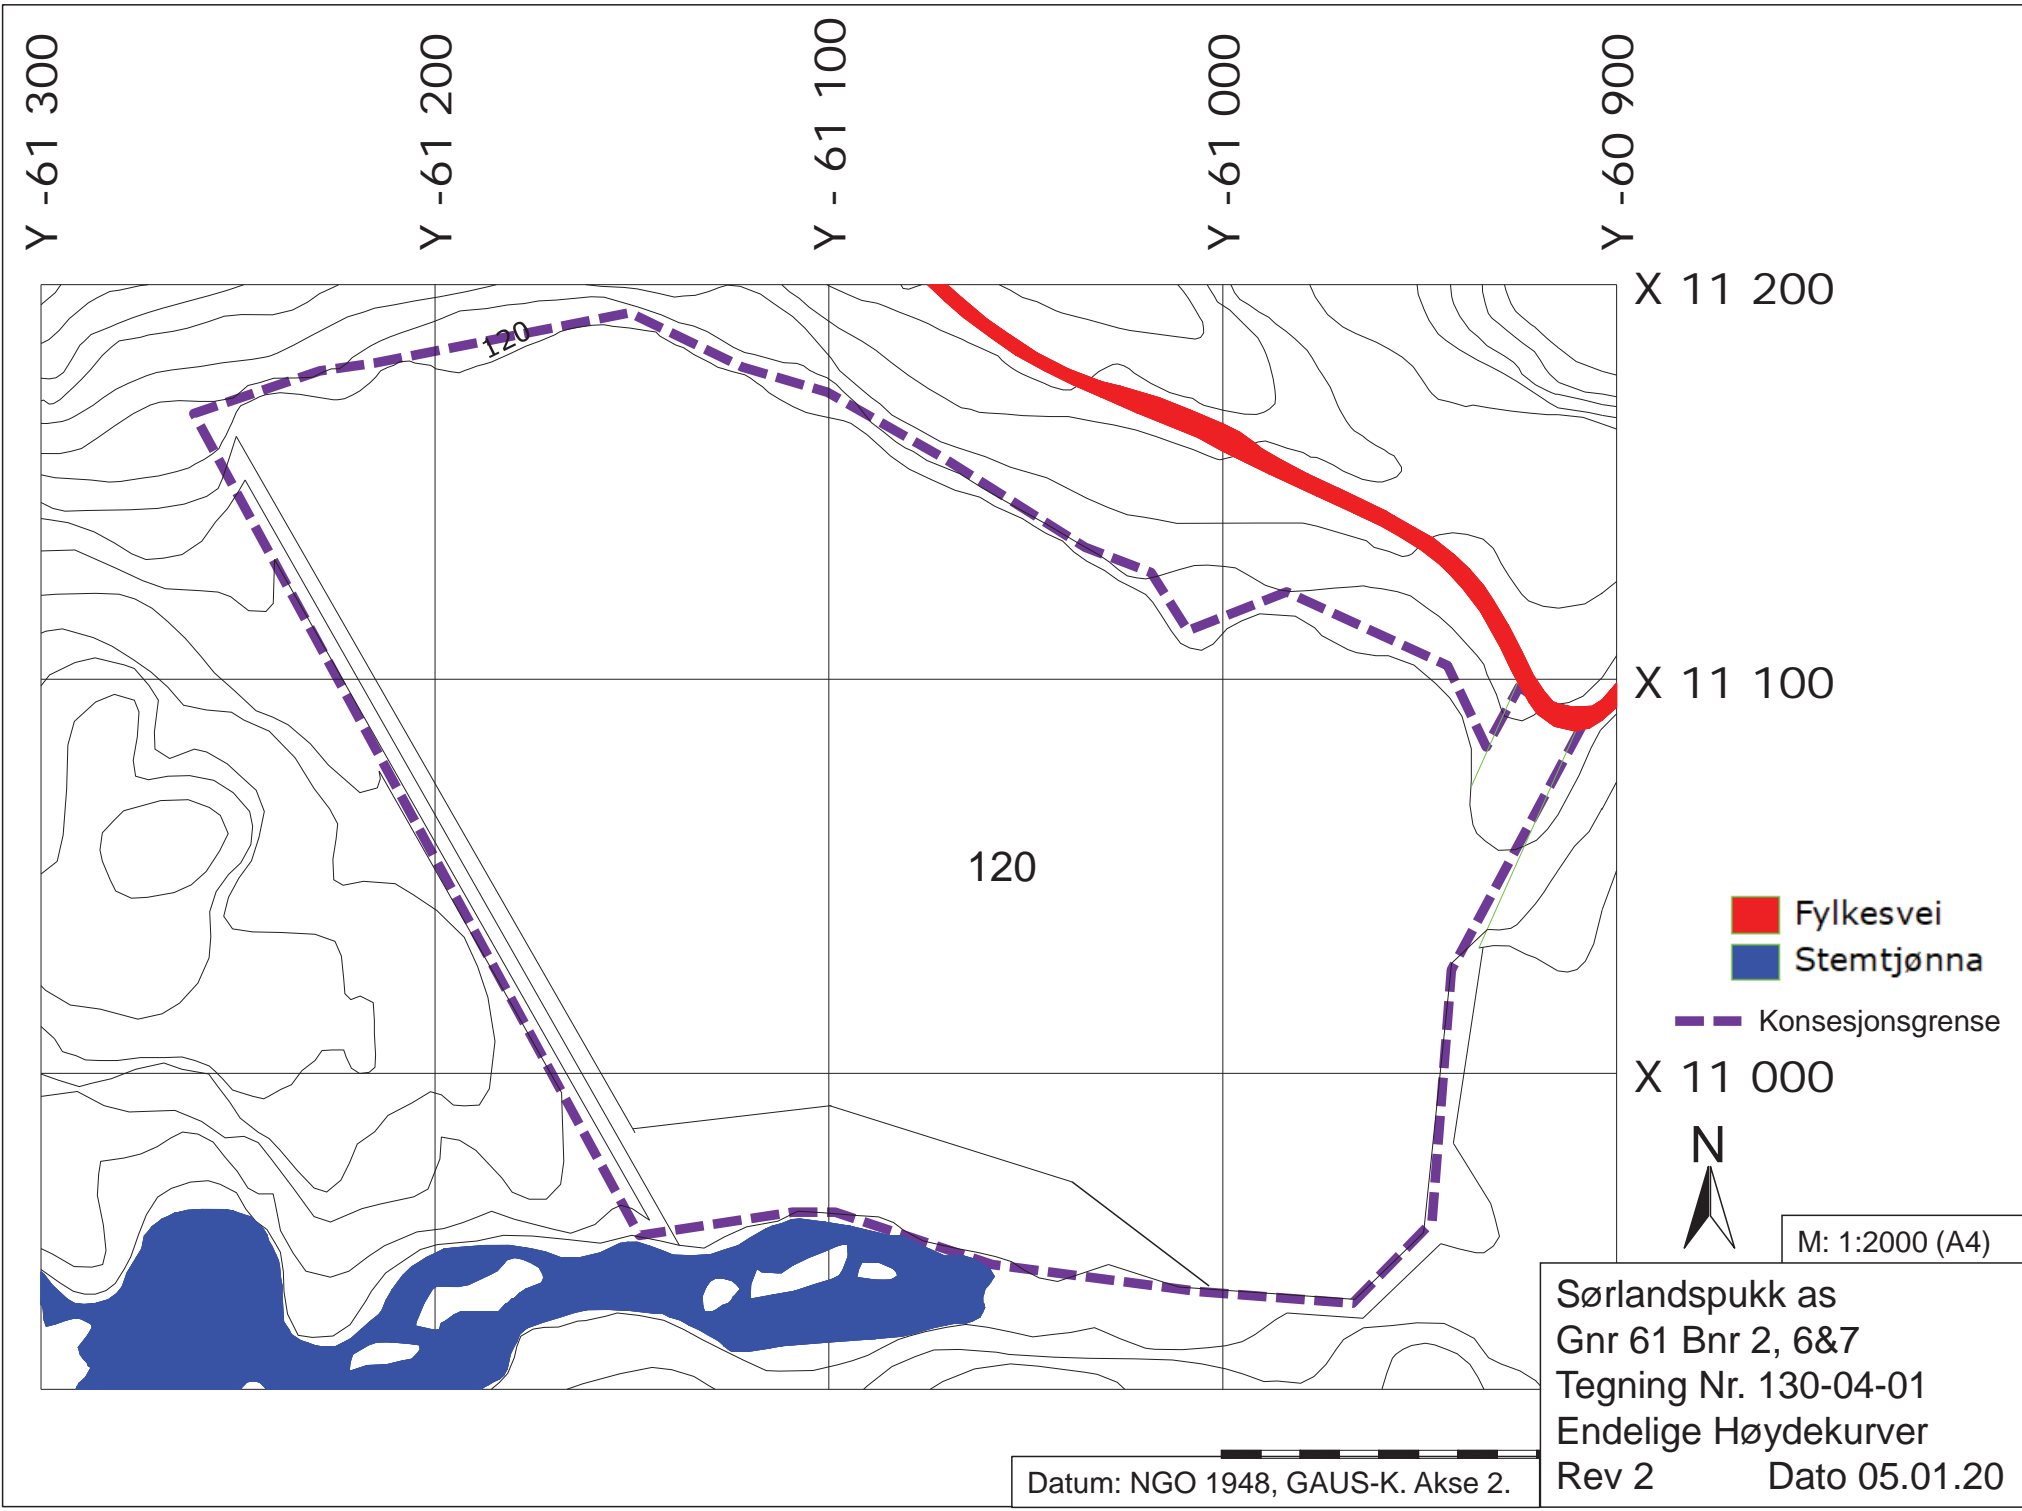 Y -61 300
Y -61 200
Y - 61 100
Y -61 000
Y -60 900
X 11 200
120
X 11 100
120
Fylkesvei
Stemtjønna
Konsesjonsgrense
X 11 000
N
M: 1:2000 (A4)
Sørlandspukk as
Gnr 61 Bnr 2, 6&7
Tegning Nr. 130-04-01
Endelige Høydekurver
Rev 2 Dato 05.01.20
Datum: NGO 1948, GAUS-K. Akse 2.